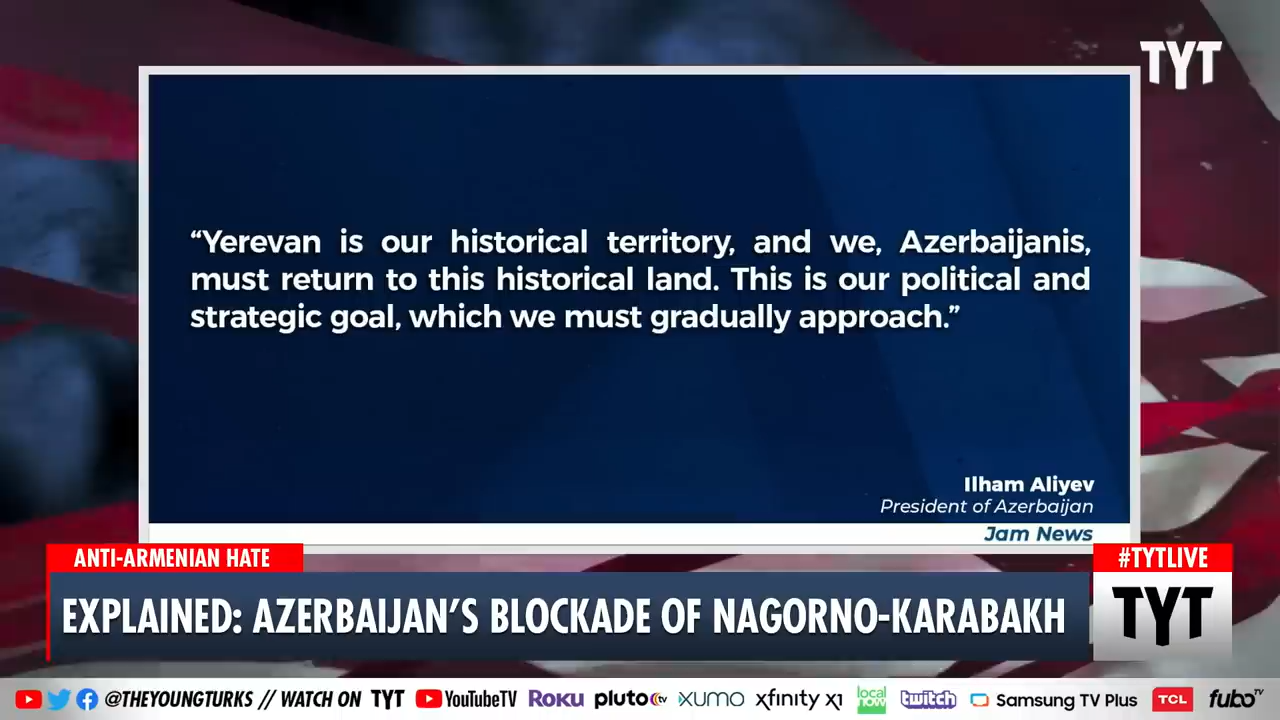 TYT
“Yerevan is our historical territory, and we, Azerbaijanis,
must return to this historical land. This is our political and
strategic goal, which we must gradually approach.”
Ilham Aliyev
President of Azerbaijan
Jam News
ANTI-ARMENIAN HATE
#TYTLIVE
EXPLAINED: AZERBAIJAN’S BLOCKADE OF NAGORNO-KARABAKH
TYT
@THEYOUNGTURKS // WATCH ON TYT YouTubeTV ROKU pluto tv xumo xfinity x1 local now twitch Samsung TV Plus TCL fubo TV